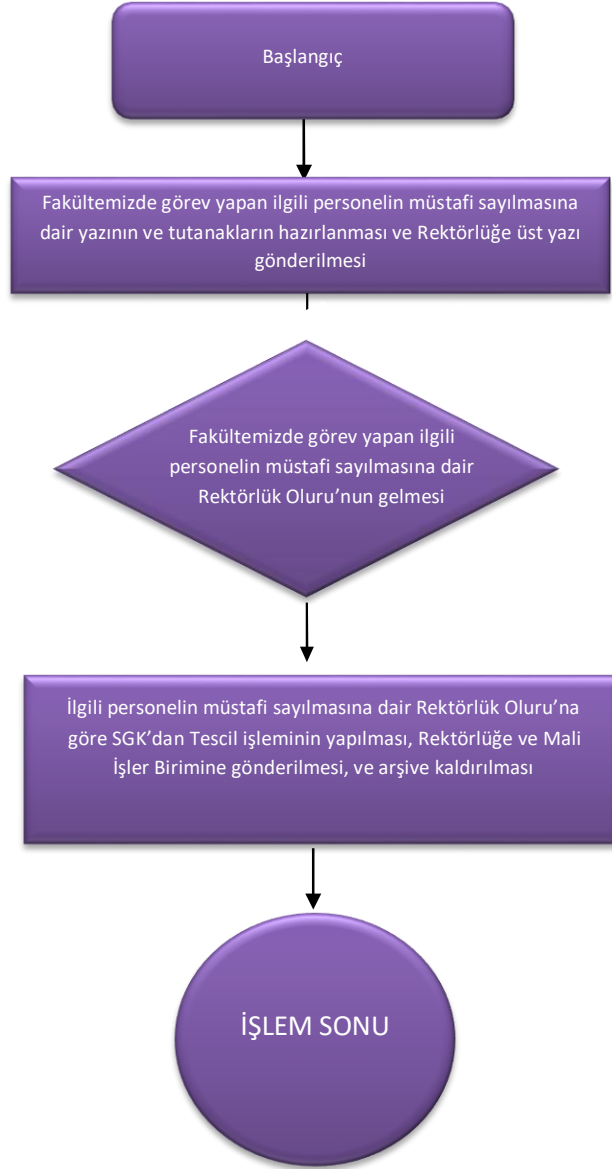 Başlangıç
Fakültemizde görev yapan ilgili personelin müstafi sayılmasına
dair yazının ve tutanakların hazırlanması ve Rektörlüğe üst yazı
gönderilmesi
Fakültemizde görev yapan ilgili
personelin müstafi sayılmasına dair
Rektörlük Oluru’nun gelmesi
İlgili personelin müstafi sayılmasına dair Rektörlük Oluru’na
göre SGK’dan Tescil işleminin yapılması, Rektörlüğe ve Mali
İşler Birimine gönderilmesi, ve arşive kaldırılması
İŞLEM SONU